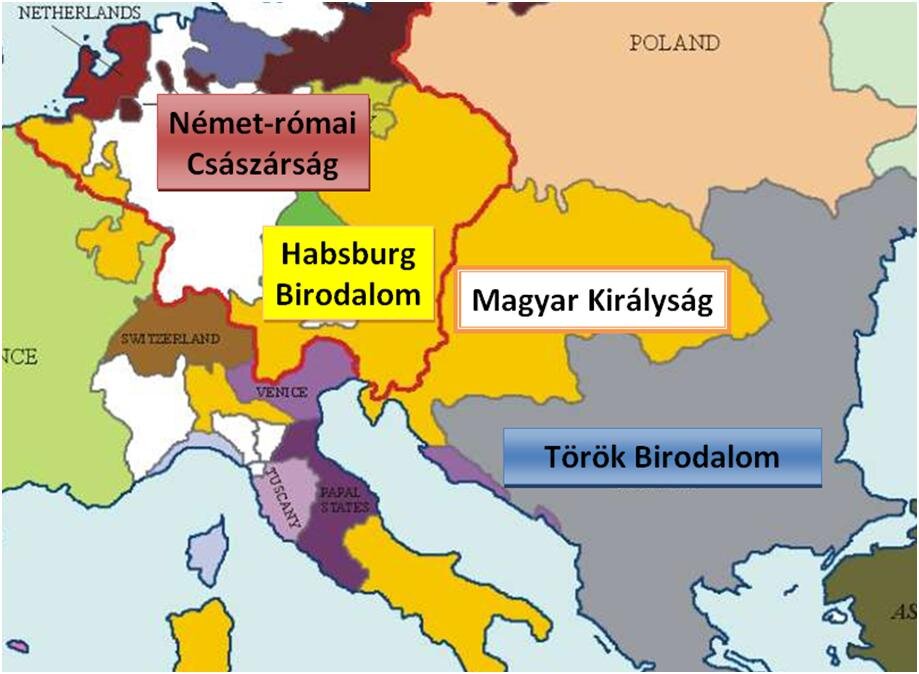 NETHERLANDS
POLAND
Német-római
Császárság
Habsburg
Birodalom
Magyar Királyság
NCE
SWITZERLAND
VENICE
Török Birodalom
TUSCANY
PAPAL
STATES
AS